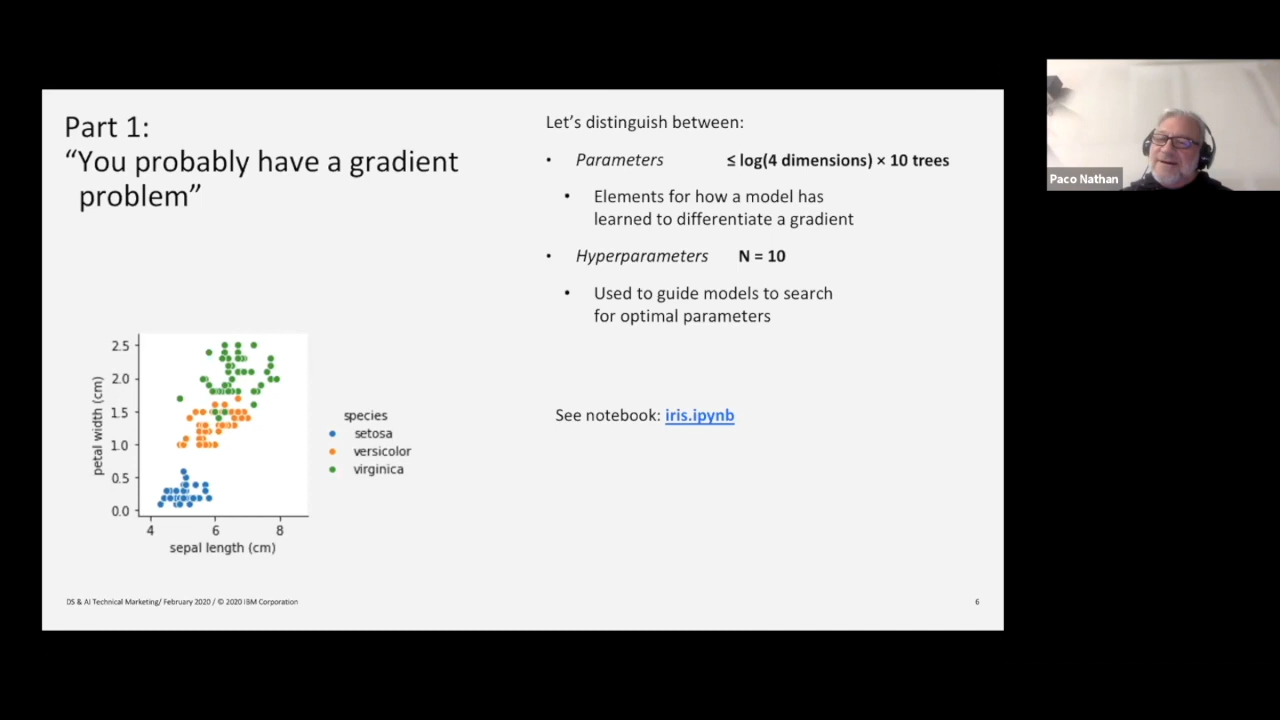 Part 1:
“You probably have a gradient
problem”
Let’s distinguish between:
• Parameters ≤ log(4 dimensions) × 10 trees
• Elements for how a model has
learned to differentiate a gradient
• Hyperparameters N = 10
• Used to guide models to search
for optimal parameters
See notebook: iris.ipynb
2.5
2.0
1.5
1.0
0.5
0.0
petal width (cm)
4 6 8
sepal length (cm)
species
setosa
versicolor
virginica
DS & AI Technical Marketing/ February 2020 / © 2020 IBM Corporation
6
Paco Nathan